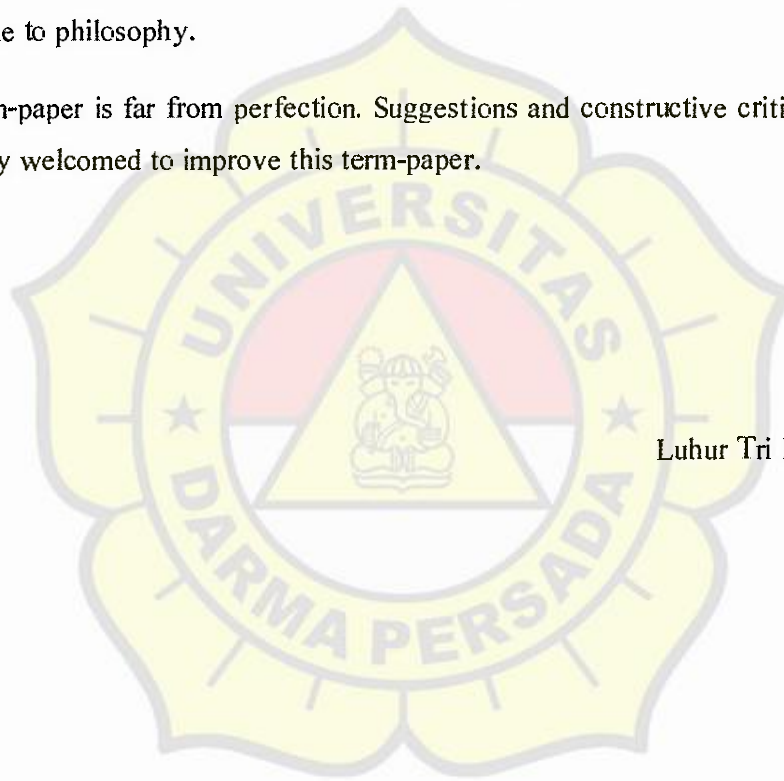 e to philosophy.
-paper is far from perfection. Suggestions and constructive criti
y welcomed to improve this term-paper.
UNIVERSITAS
Luhur Tri
DARMA PERSADA